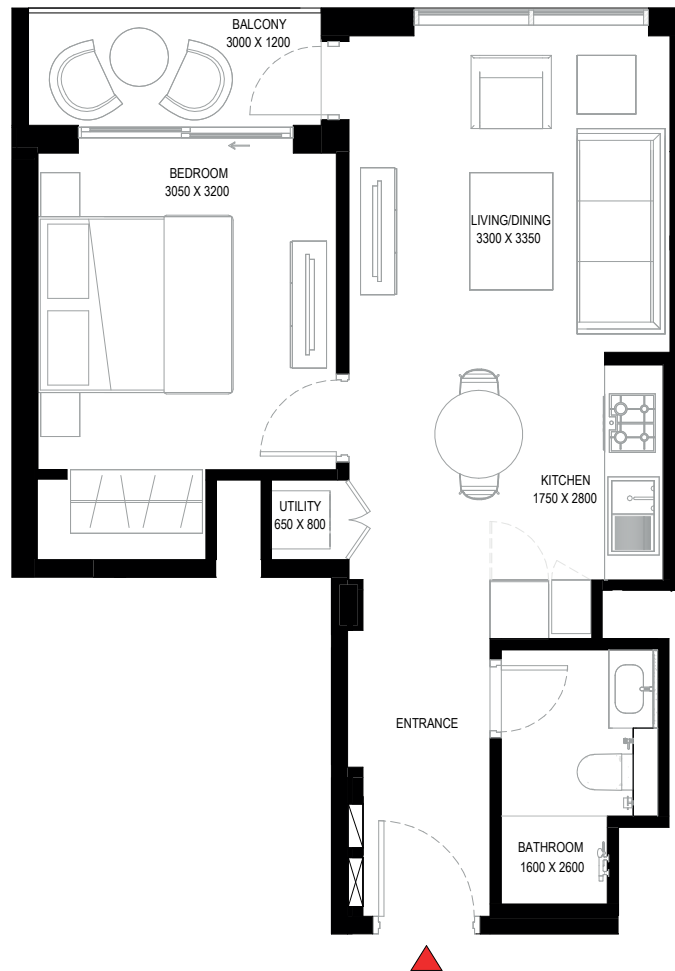 BALCONY
3000 X 1200
BEDROOM
3050 X 3200
LIVING/DINING
3300 X 3350
KITCHEN
1750 X 2800
UTILITY
650 X 800
ENTRANCE
BATHROOM
1600 X 2600